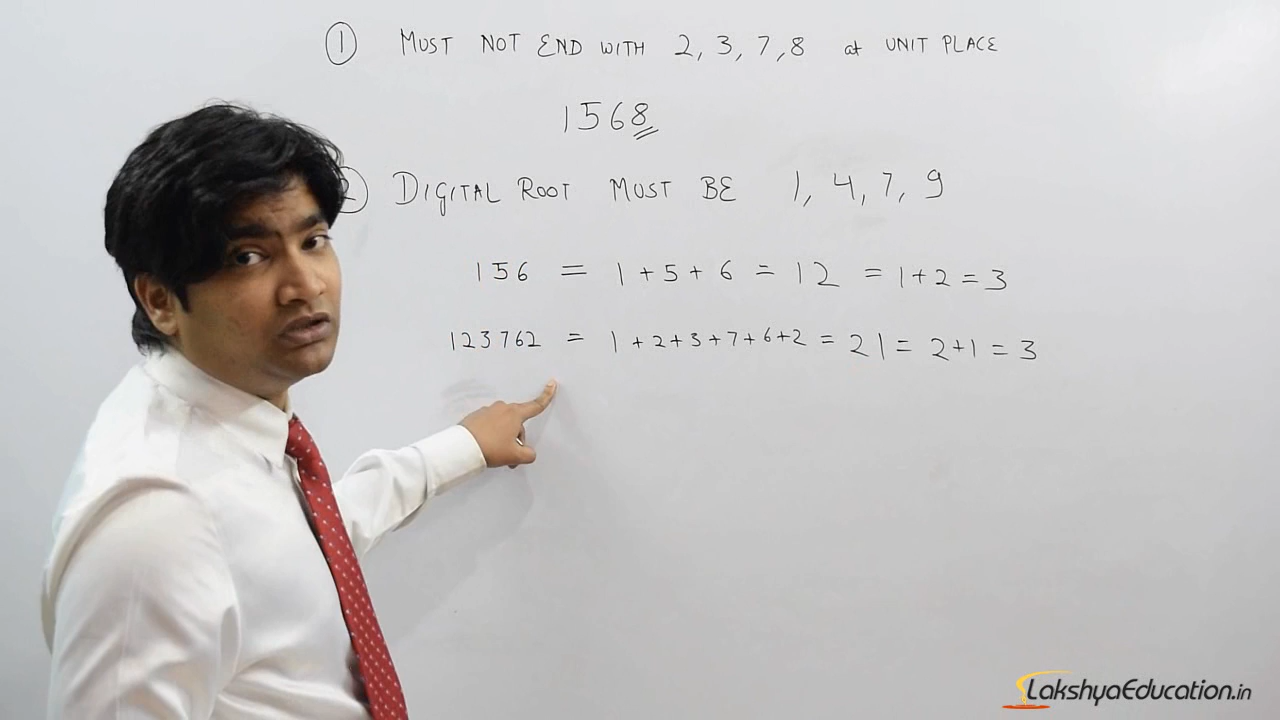 ① MUST NOT END WITH 2, 3, 7, 8 at UNIT PLACE
1568
2 DIGITAL ROOT MUST BE 1, 4, 7, 9
156 = 1 + 5 + 6 = 12 = 1 + 2 = 3
123762 = 1 + 2 + 3 + 7 + 6 + 2 = 21 = 2 + 1 = 3
LakshyaEducation.in